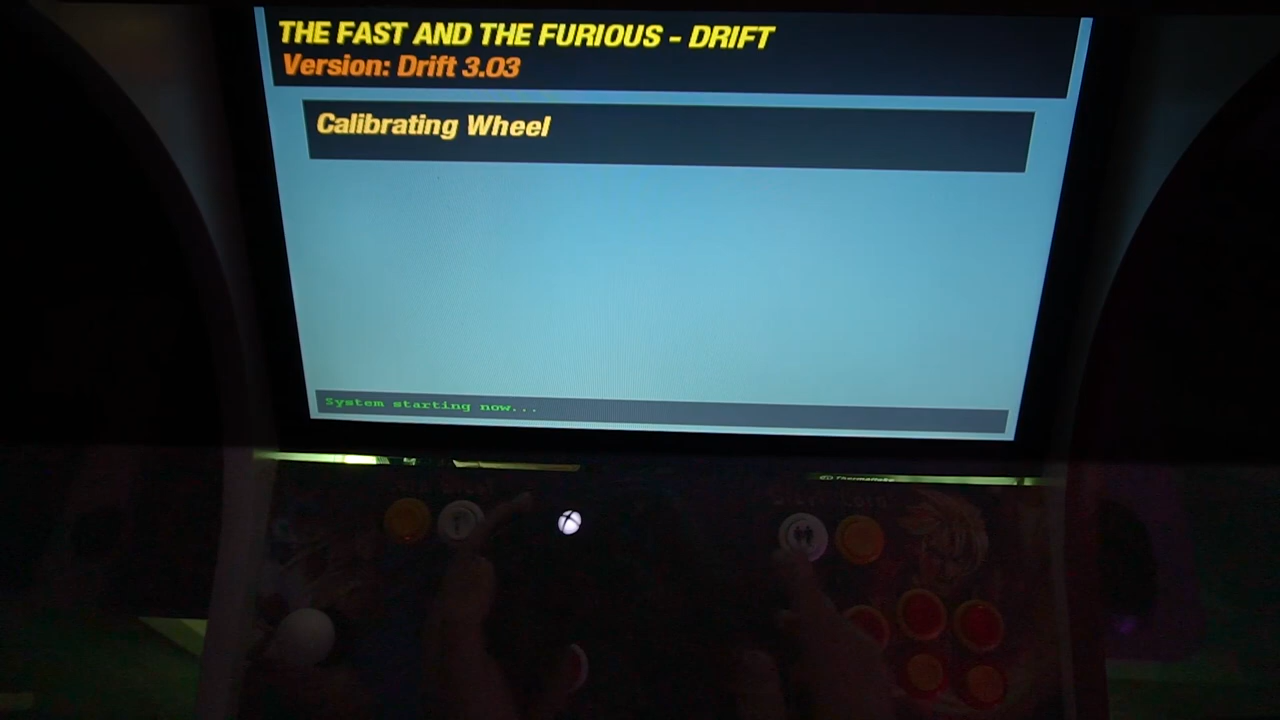 THE FAST AND THE FURIOUS - DRIFT
Version: Drift 3.03
Calibrating Wheel
System starting now...